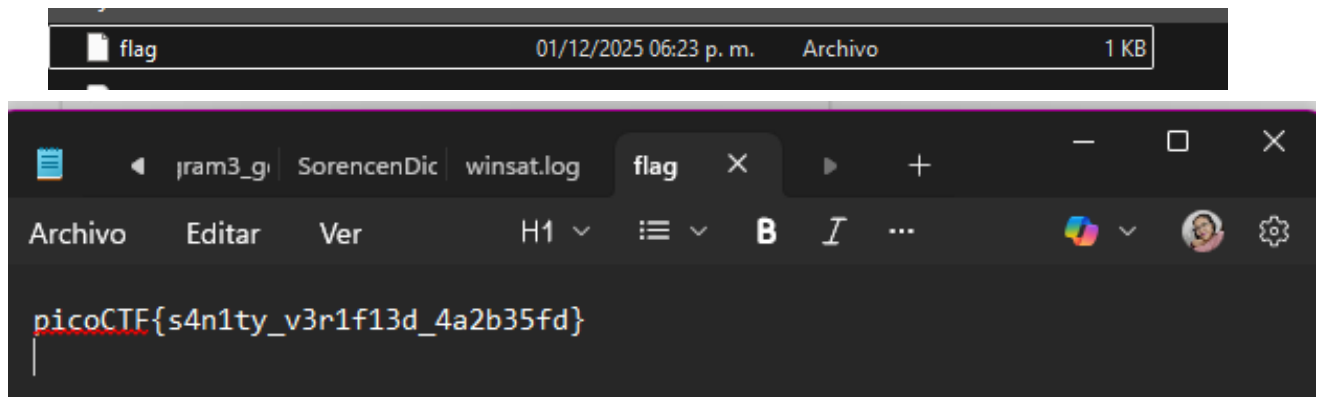 flag 01/12/2025 06:23 p. m. Archivo 1 KB
gram3_g SorencenDic winsat.log flag
Archivo Editar Ver H1 B I ...
picoCTF{s4n1ty_v3r1f13d_4a2b35fd}